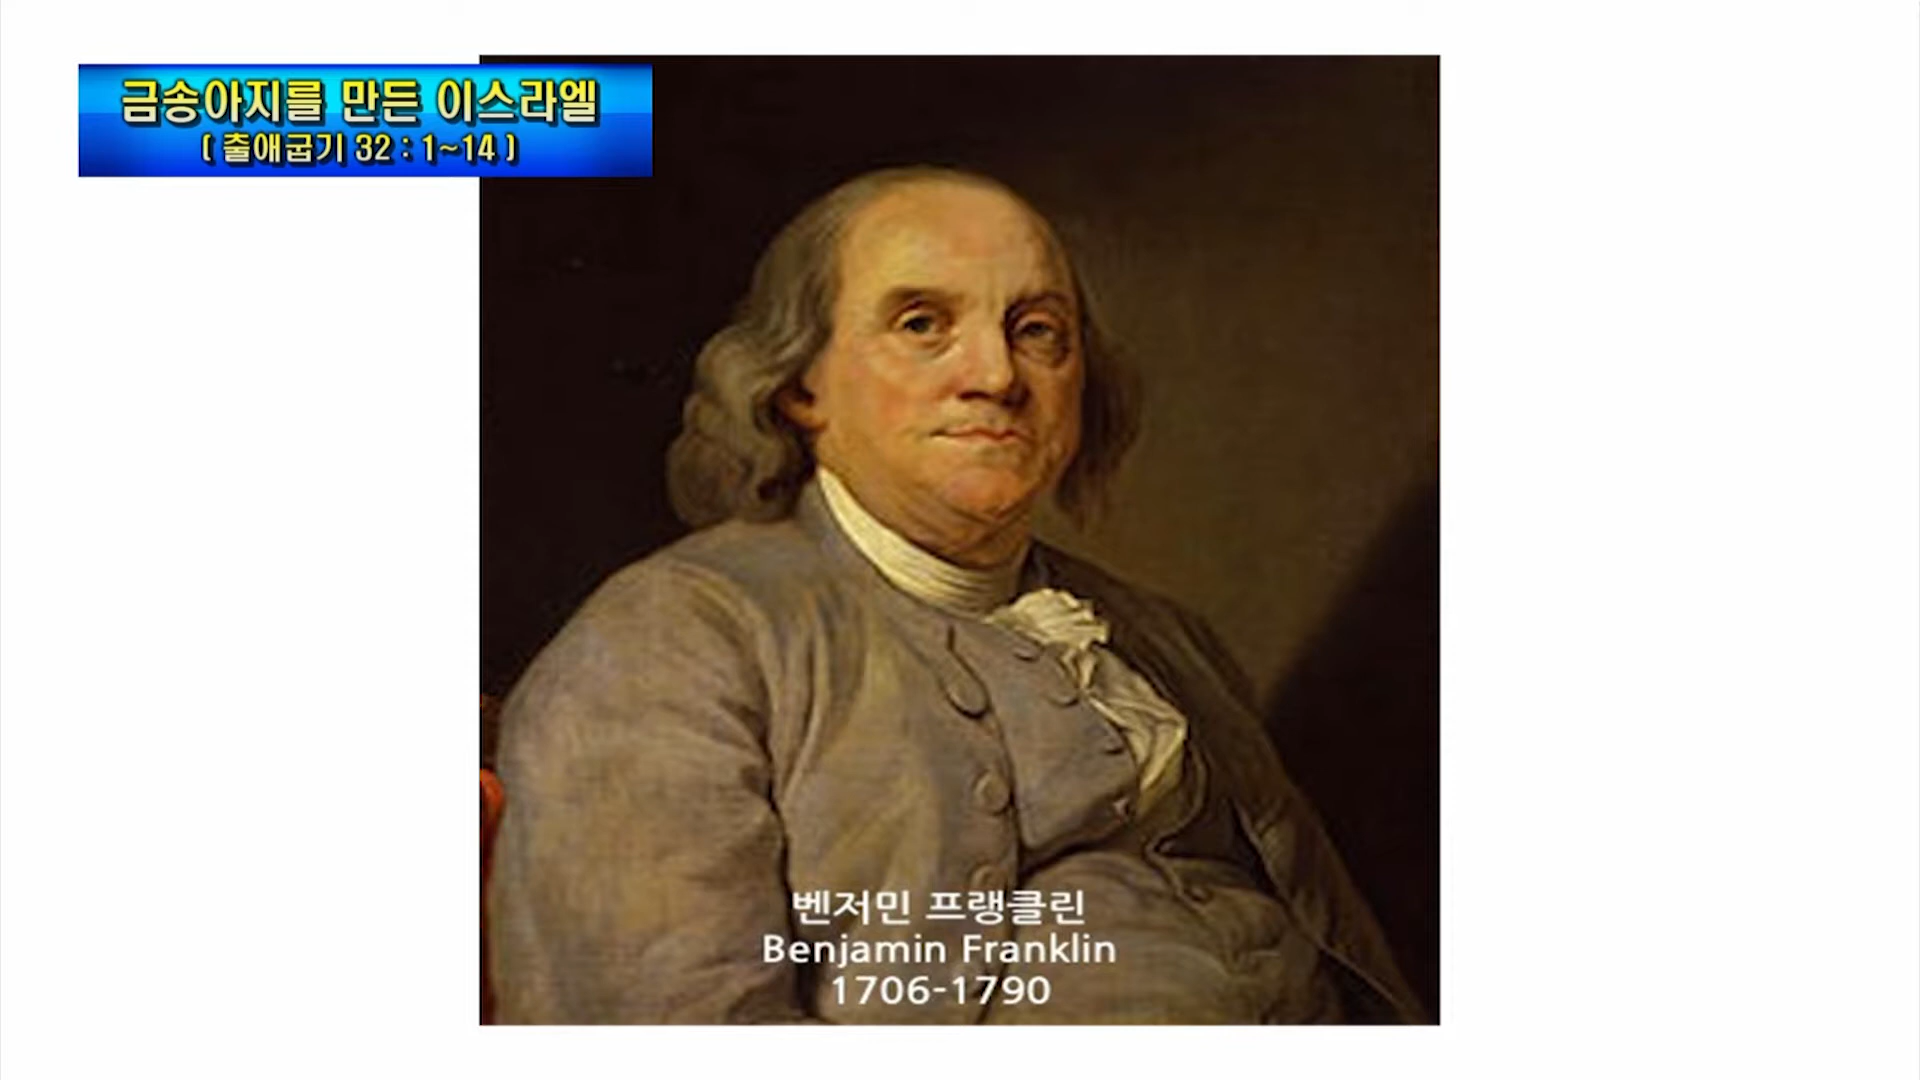 금송아지를 만든 이스라엘
( 출애굽기 32 : 1~14 )
벤저민 프랭클린
Benjamin Franklin
1706-1790